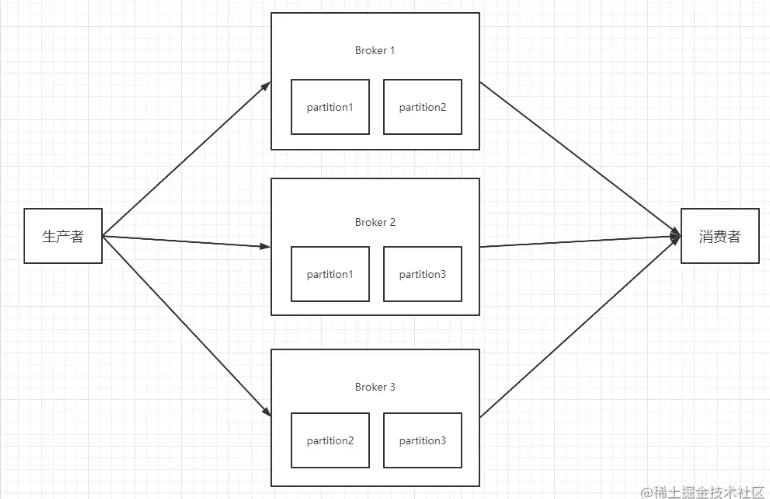 Broker 1
partition1
partition2
生产者
Broker 2
partition1
partition3
消费者
Broker 3
partition2
partition3
@稀土掘金技术社区